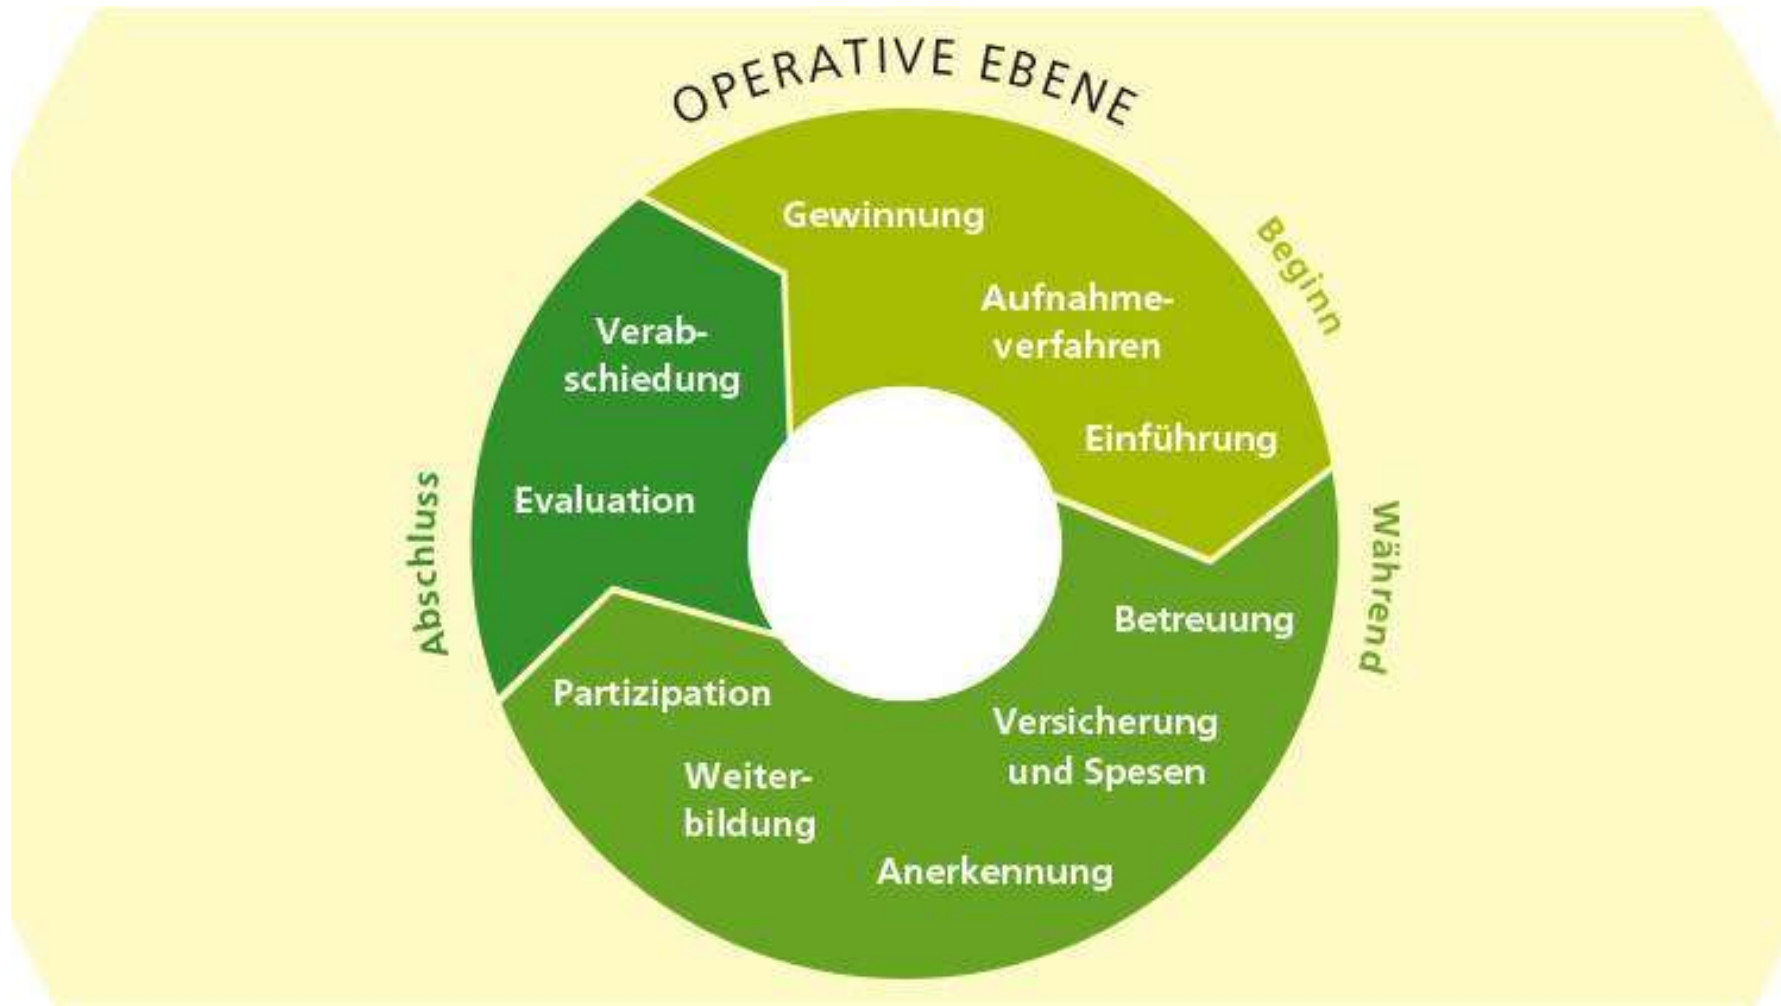 OPERATIVE EBENE
Gewinnung
Beginn
Aufnahme-
verfahren
Einführung
Während
Betreuung
Versicherung
und Spesen
Anerkennung
Weiter-
bildung
Partizipation
Abschluss
Evaluation
Verab-
schiedung